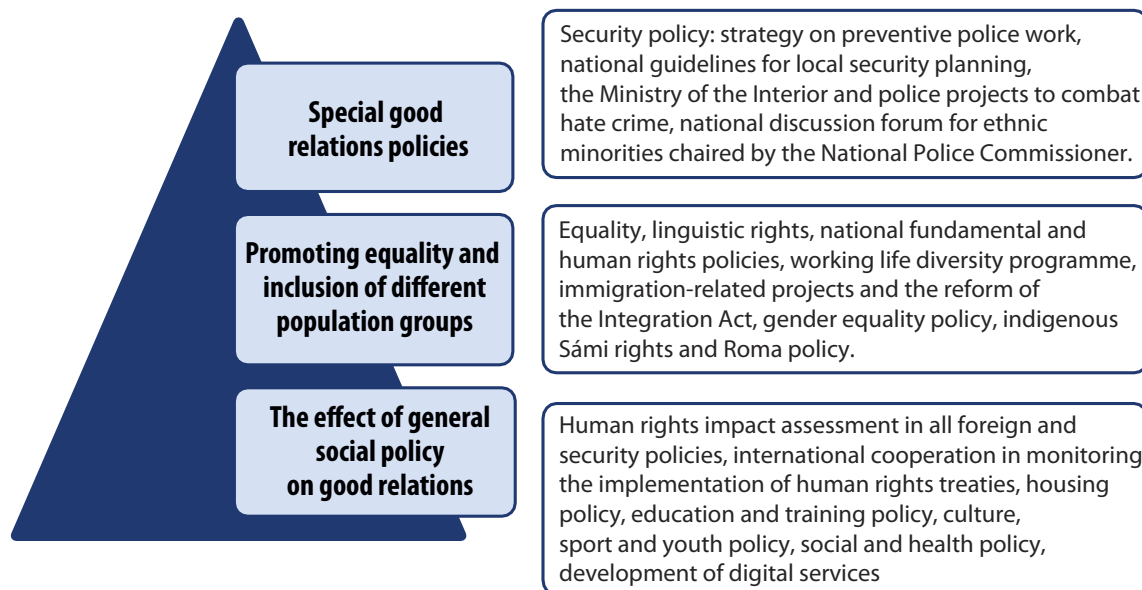 Special good
relations policies
Security policy: strategy on preventive police work,
national guidelines for local security planning,
the Ministry of the Interior and police projects to combat
hate crime, national discussion forum for ethnic
minorities chaired by the National Police Commissioner.
Promoting equality and
inclusion of different
population groups
Equality, linguistic rights, national fundamental and
human rights policies, working life diversity programme,
immigration-related projects and the reform of
the Integration Act, gender equality policy, indigenous
Sámi rights and Roma policy.
The effect of general
social policy
on good relations
Human rights impact assessment in all foreign and
security policies, international cooperation in monitoring
the implementation of human rights treaties, housing
policy, education and training policy, culture,
sport and youth policy, social and health policy,
development of digital services